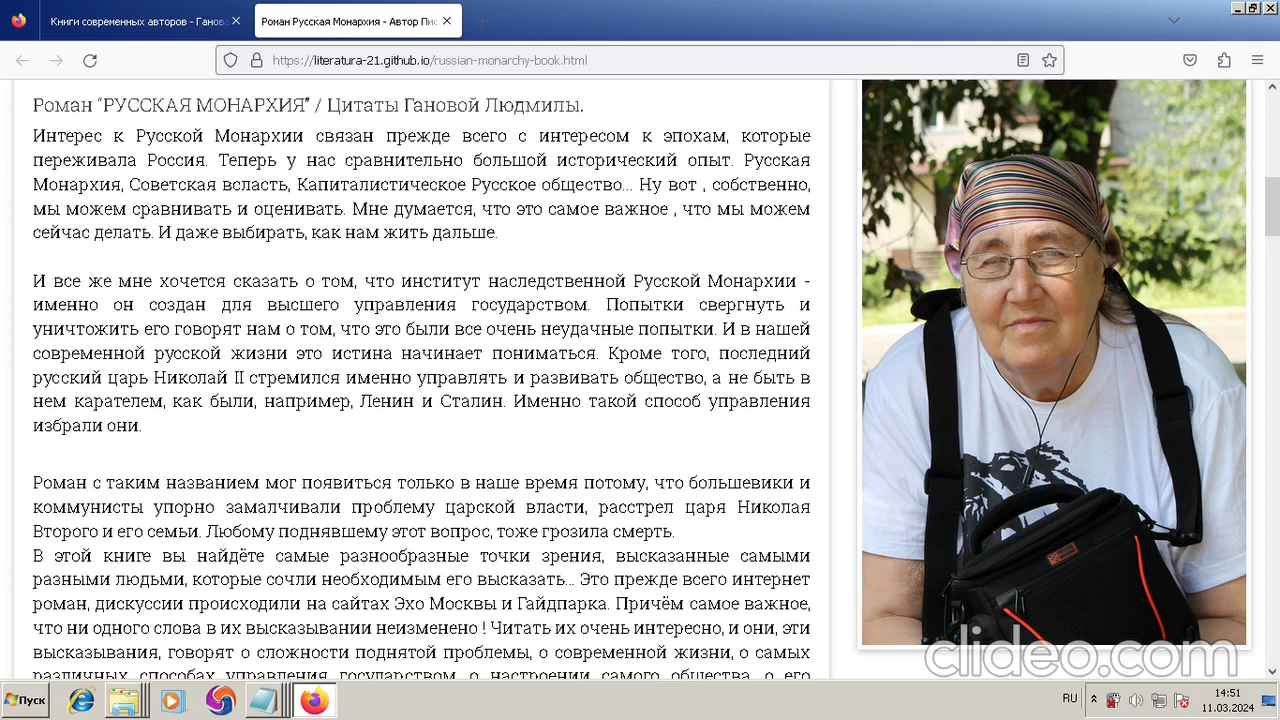 Книги современных авторов - Ганова
Роман Русская Монархия - Автор Пис
https://literatura-21.github.io/russian-monarchy-book.html
Роман “РУССКАЯ МОНАРХИЯ” / Цитаты Гановой Людмилы.
Интерес к Русской Монархии связан прежде всего с интересом к эпохам, которые
переживала Россия. Теперь у нас сравнительно большой исторический опыт. Русская
Монархия, Советская всласть, Капиталистическое Русское общество... Ну вот , собственно,
мы можем сравнивать и оценивать. Мне думается, что это самое важное , что мы можем
сейчас делать. И даже выбирать, как нам жить дальше.
И все же мне хочется сказать о том, что институт наследственной Русской Монархии -
именно он создан для высшего управления государством. Попытки свергнуть и
уничтожить его говорят нам о том, что это были все очень неудачные попытки. И в нашей
современной русской жизни это истина начинает пониматься. Кроме того, последний
русский царь Николай II стремился именно управлять и развивать общество, а не быть в
нем карателем, как были, например, Ленин и Сталин. Именно такой способ управления
избрали они.
Роман с таким названием мог появиться только в наше время потому, что большевики и
коммунисты упорно замалчивали проблему царской власти, расстрел царя Николая
Второго и его семьи. Любому поднявшему этот вопрос, тоже грозила смерть.
В этой книге вы найдёте самые разнообразные точки зрения, высказанные самыми
разными людьми, которые сочли необходимым его высказать... Это прежде всего интернет
роман, дискуссии происходили на сайтах Эхо Москвы и Гайдпарка. Причём самое важное,
что ни одного слова в их высказывании неизменено ! Читать их очень интересно, и они, эти
высказывания, говорят о сложности поднятой проблемы, о современной жизни, о самых
различных способах управления государством, о настроении самого общества, о его
clideo.com
Пуск
RU
14:51
11.03.2024